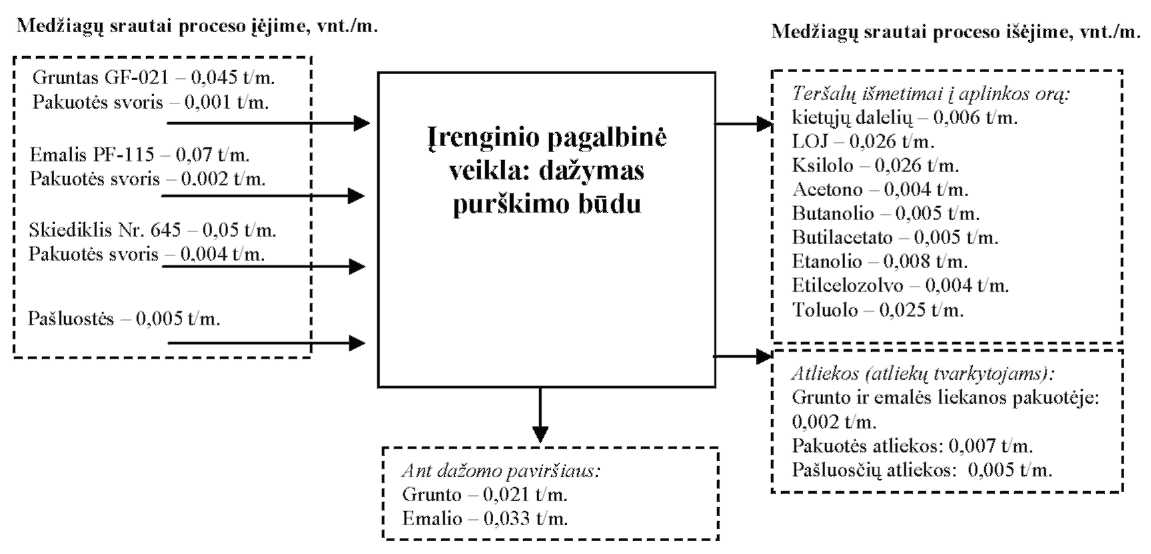 Medžiagų srautai proceso įėjime, vnt./m.
Gruntas GF-021 – 0,045 t/m.
Pakuotės svoris – 0,001 t/m.
Emalis PF-115 – 0,07 t/m.
Pakuotės svoris – 0,002 t/m.
Skiediklis Nr. 645 – 0,05 t/m.
Pakuotės svoris – 0,004 t/m.
Pašluostės – 0,005 t/m.
Įrenginio pagalbinė
veikla: dažymas
purškimo būdu
Medžiagų srautai proceso išėjime, vnt./m.
Teršalų išmetimai į aplinkos orą:
kietųjų dalelių – 0,006 t/m.
LOJ – 0,026 t/m.
Ksilolo – 0,026 t/m.
Acetono – 0,004 t/m.
Butanolio – 0,005 t/m.
Butilacetato – 0,005 t/m.
Etanolio – 0,008 t/m.
Etilcelozolvo – 0,004 t/m.
Toluolo – 0,025 t/m.
Atliekos (atliekų tvarkytojams):
Grunto ir emalės liekanos pakuotėje:
0,002 t/m.
Pakuotės atliekos: 0,007 t/m.
Pašluosčių atliekos: 0,005 t/m.
Ant dažomo paviršiaus:
Grunto – 0,021 t/m.
Emalio – 0,033 t/m.